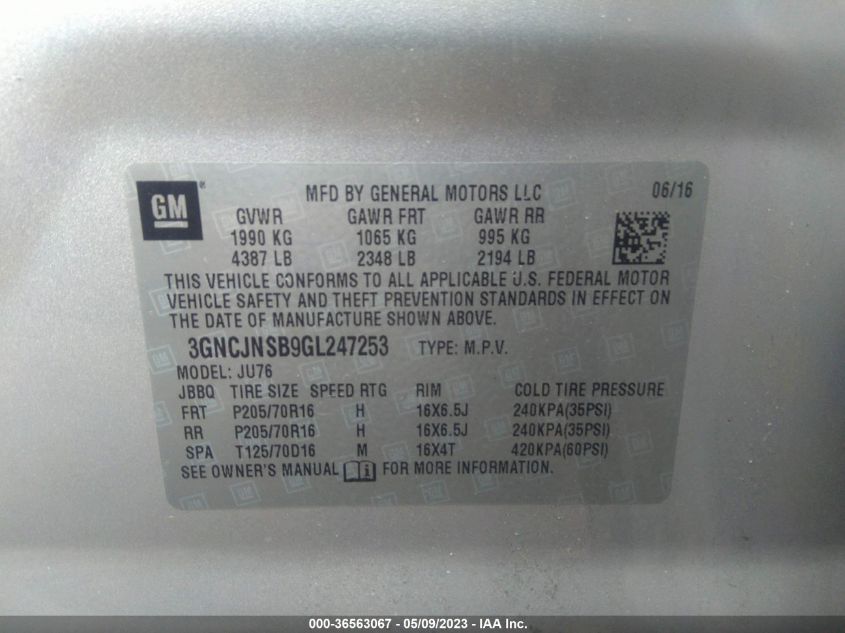 GM® MFD BY GENERAL MOTORS LLC 06/16
GVWR GAWR FRT GAWR RR
1990 KG 1065 KG 995 KG
4387 LB 2348 LB 2194 LB
THIS VEHICLE CONFORMS TO ALL APPLICABLE U.S. FEDERAL MOTOR
VEHICLE SAFETY AND THEFT PREVENTION STANDARDS IN EFFECT ON
THE DATE OF MANUFACTURE SHOWN ABOVE.
3GNCJNSB9GL247253 TYPE: M.P.V.
MODEL: JU76
JBBQ TIRE SIZE SPEED RTG RIM COLD TIRE PRESSURE
FRT P205/70R16 H 16X6.5J 240KPA(35PSI)
RR P205/70R16 H 16X6.5J 240KPA(35PSI)
SPA T125/70D16 M 16X4T 420KPA(60PSI)
SEE OWNER'S MANUAL i FOR MORE INFORMATION.
000-36563067 - 05/09/2023 - IAA Inc.